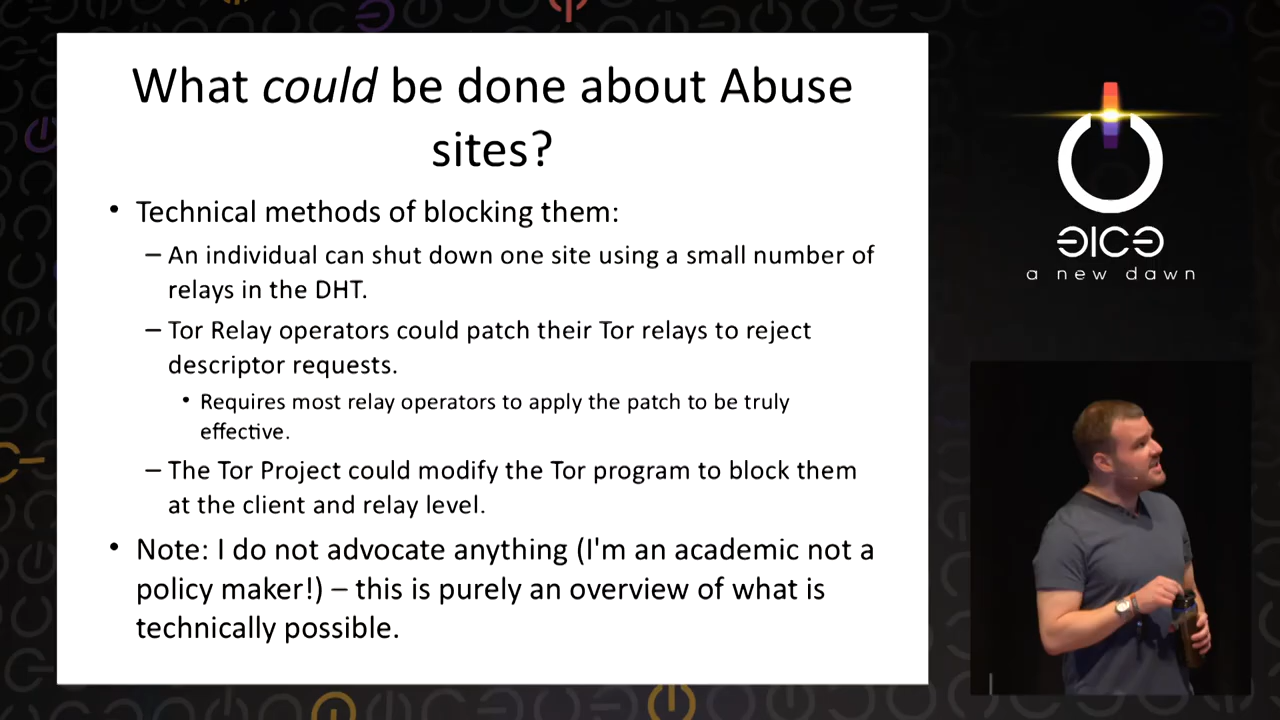 What could be done about Abuse
sites?
• Technical methods of blocking them:
– An individual can shut down one site using a small number of
relays in the DHT.
– Tor Relay operators could patch their Tor relays to reject
descriptor requests.
• Requires most relay operators to apply the patch to be truly
effective.
– The Tor Project could modify the Tor program to block them
at the client and relay level.
• Note: I do not advocate anything (I'm an academic not a
policy maker!) – this is purely an overview of what is
technically possible.
31C3
a new dawn